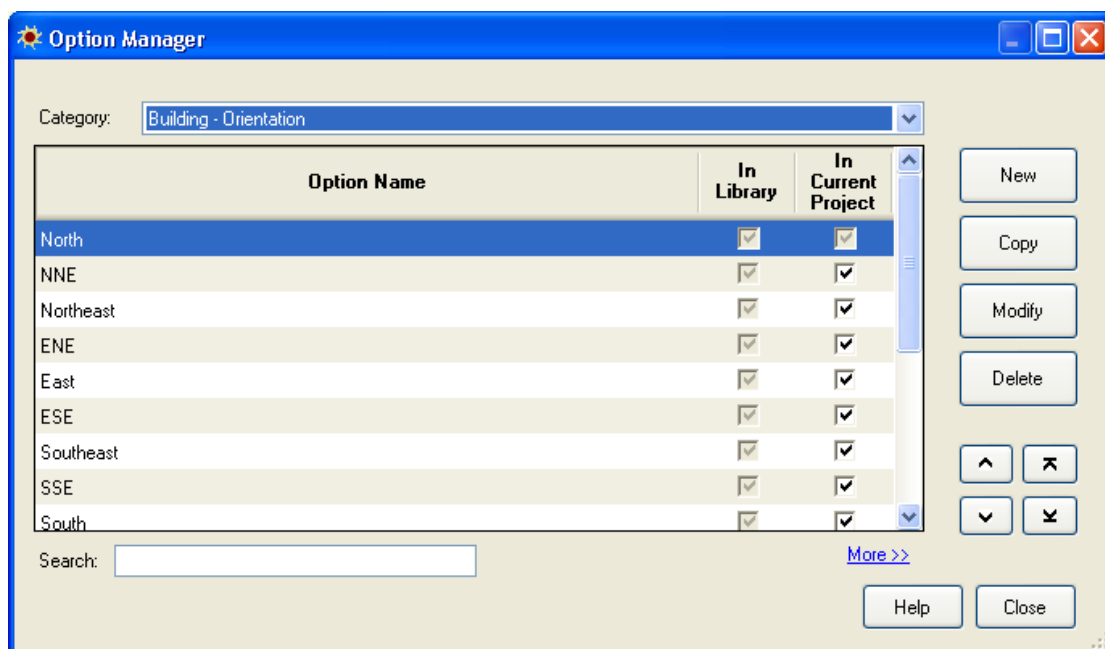 Option Manager
Category: Building - Orientation
Option Name
In Library
In Current Project
North
NNE
Northeast
ENE
East
ESE
Southeast
SSE
South
New
Copy
Modify
Delete
Search:
More >>
Help
Close